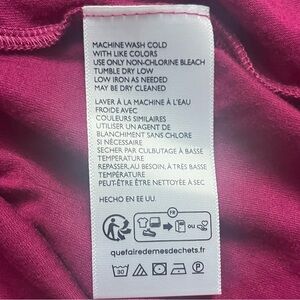 MACHINE WASH COLD
WITH LIKE COLORS
USE ONLY NON-CHLORINE BLEACH
TUMBLE DRY LOW
LOW IRON AS NEEDED
MAY BE DRY CLEANED
LAVER À LA MACHINE À L'EAU
FROIDE AVEC
COULEURS SIMILAIRES
UTILISER UN AGENT DE
BLANCHIMENT SANS CHLORE
SI NÉCESSAIRE
SECHER PAR CULBUTAGE À BASSE
TEMPÉRATURE
REPASSER, AU BESOIN, À TRÈS BASSE
TEMPÉRATURE
PEUT-ÊTRE ÊTRE NETTOYÉE A SEC
HECHO EN EE UU.
FR
OU
quefairedemesdechets.fr
30
P